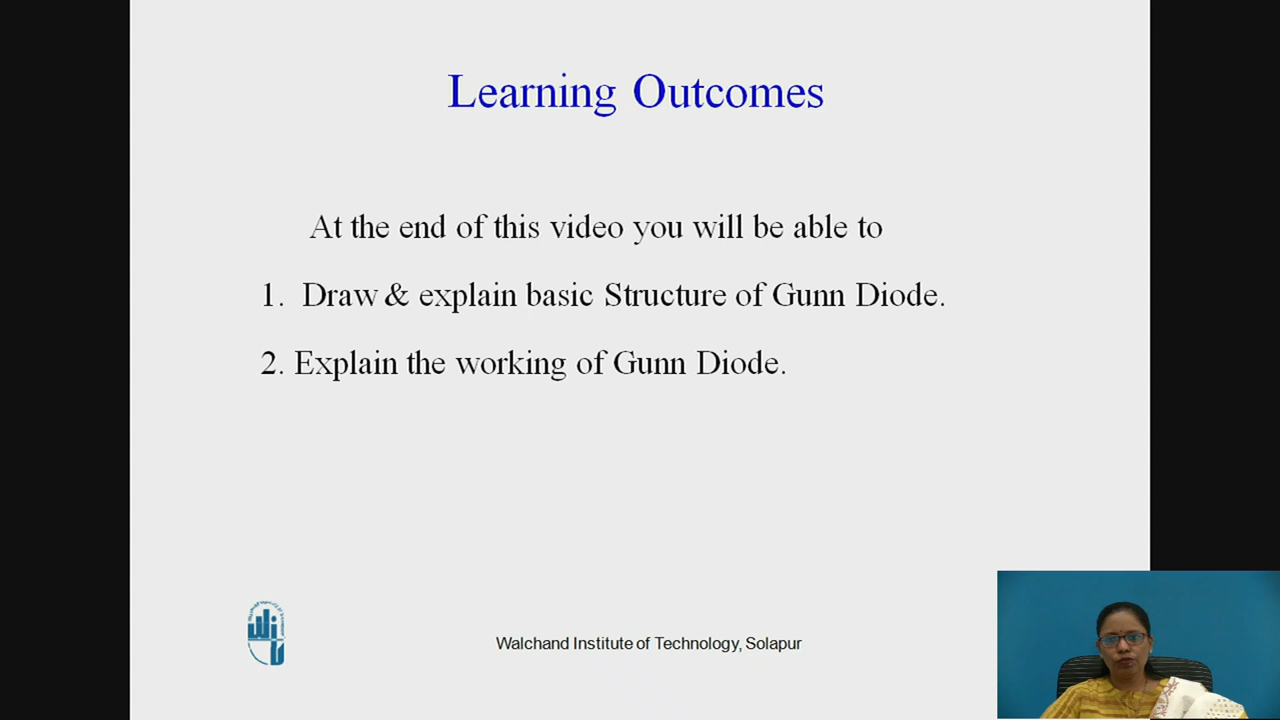 Learning Outcomes
At the end of this video you will be able to
1. Draw & explain basic Structure of Gunn Diode.
2. Explain the working of Gunn Diode.
Walchand Institute of Technology, Solapur